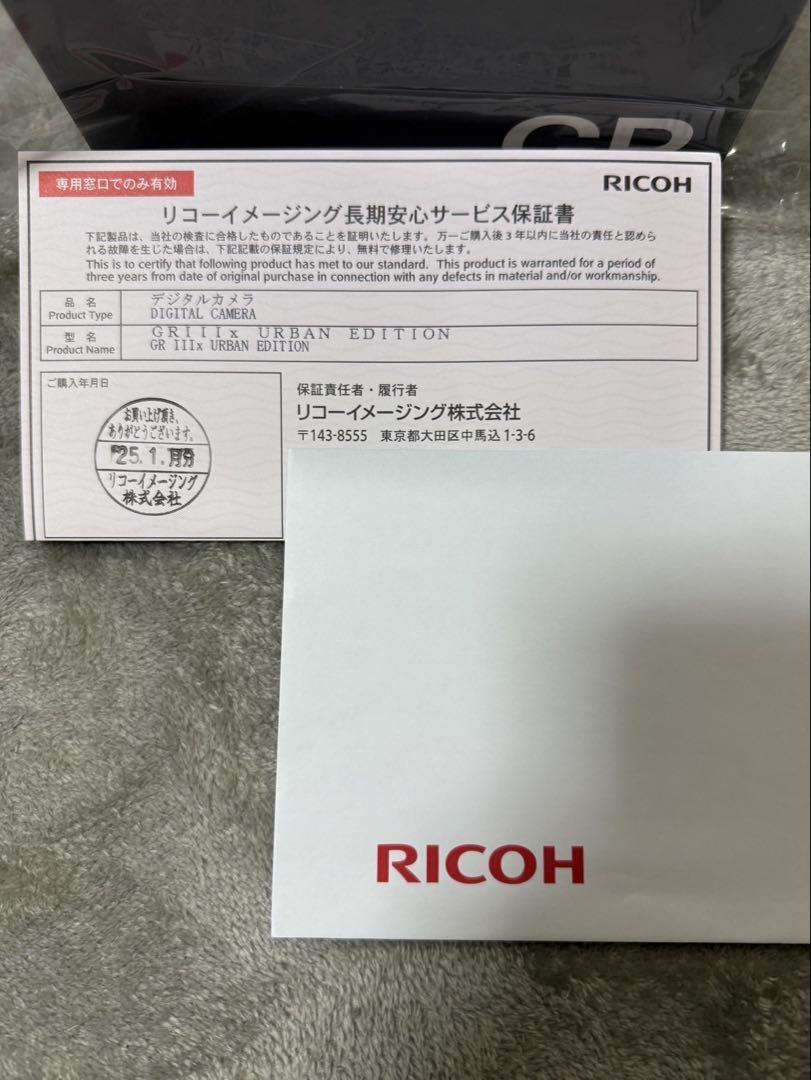 GR
専用窓口でのみ有効
RICOH
リコーイメージング長期安心サービス保証書
下記製品は、当社の検査に合格したものであることを証明いたします。万一ご購入後3年以内に当社の責任と認めら
れる故障を生じた場合は、下記記載の保証規定により、無料で修理いたします。
This is to certify that following product has met to our standard. This product is warranted for a period of
three years from date of original purchase in connection with any defects in material and/or workmanship.
品 名 デジタルカメラ
Product Type DIGITAL CAMERA
型 名 GRIIIx URBAN EDITION
Product Name GR IIIx URBAN EDITION
ご購入年月日
お買い上げ頂き、
ありがとうございます。
'25.1.月分
リコーイメージング
株式会社
保証責任者・履行者
リコーイメージング株式会社
〒143-8555 東京都大田区中馬込1-3-6
RICOH